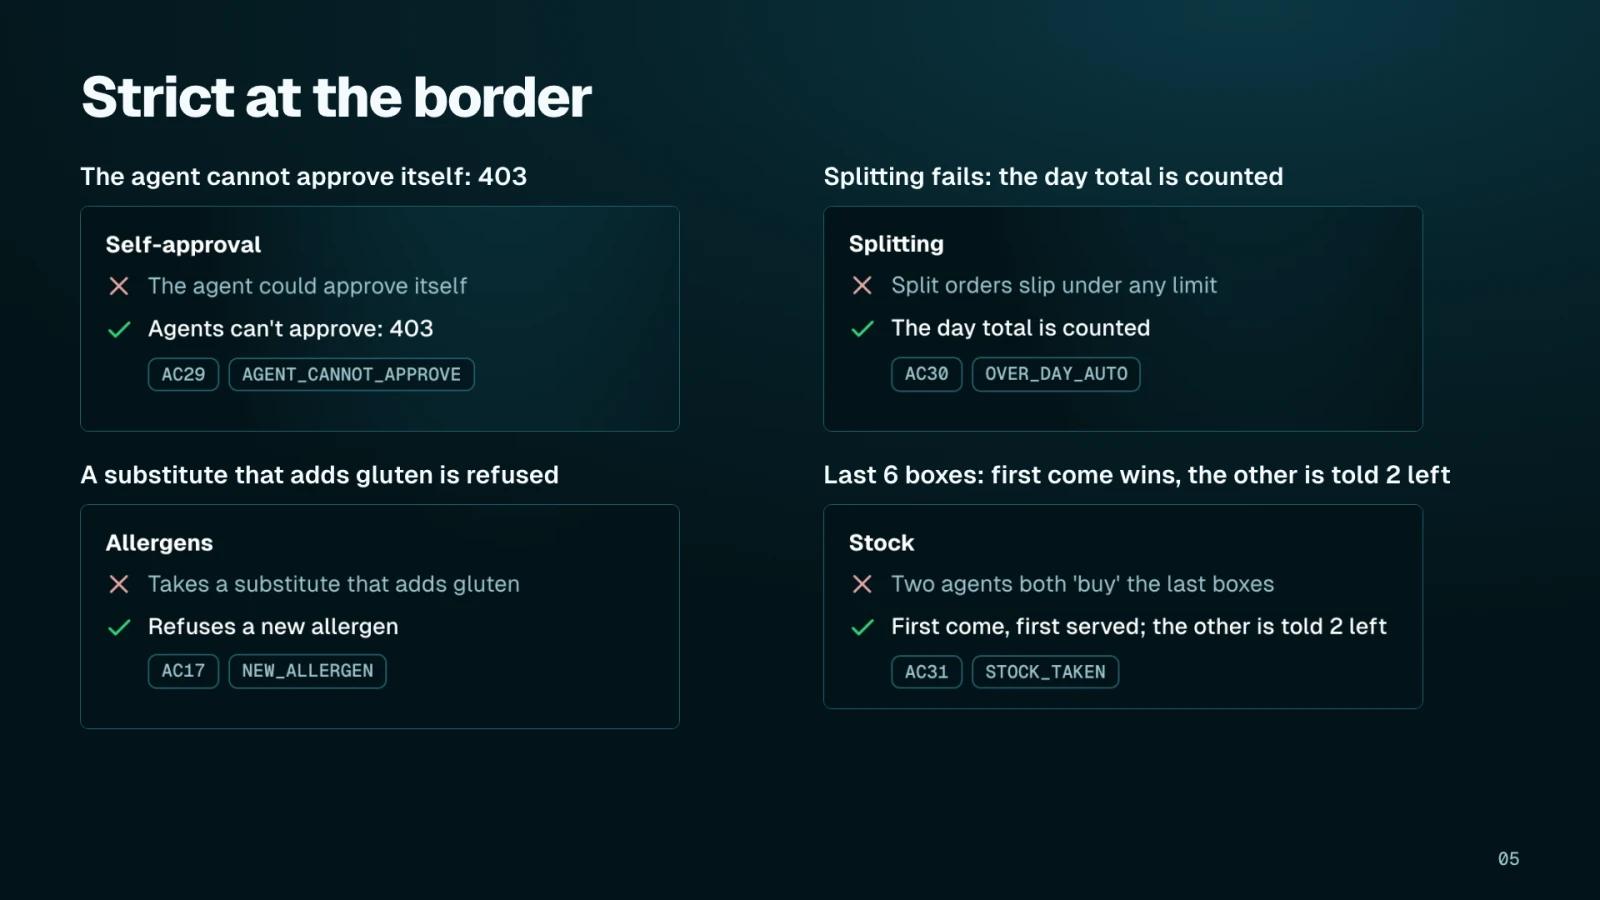 Strict at the border
The agent cannot approve itself: 403
Self-approval
The agent could approve itself
Agents can't approve: 403
AC29 AGENT_CANNOT_APPROVE
Splitting fails: the day total is counted
Splitting
Split orders slip under any limit
The day total is counted
AC30 OVER_DAY_AUTO
A substitute that adds gluten is refused
Allergens
Takes a substitute that adds gluten
Refuses a new allergen
AC17 NEW_ALLERGEN
Last 6 boxes: first come wins, the other is told 2 left
Stock
Two agents both 'buy' the last boxes
First come, first served; the other is told 2 left
AC31 STOCK_TAKEN
05